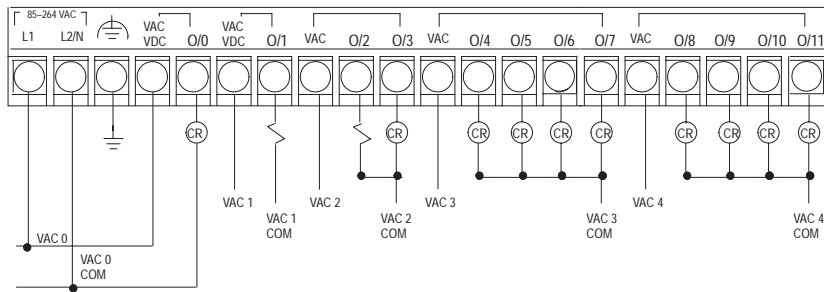 85–264 VAC
L1 L2/N VAC VDC O/0 VAC VDC O/1 VAC O/2 O/3 VAC O/4 O/5 O/6 O/7 VAC O/8 O/9 O/10 O/11
CR CR CR CR CR CR CR CR CR CR
VAC 1 VAC 2 VAC 3 VAC 4
VAC 1 COM VAC 2 COM VAC 3 COM VAC 4 COM
VAC 0
VAC 0 COM